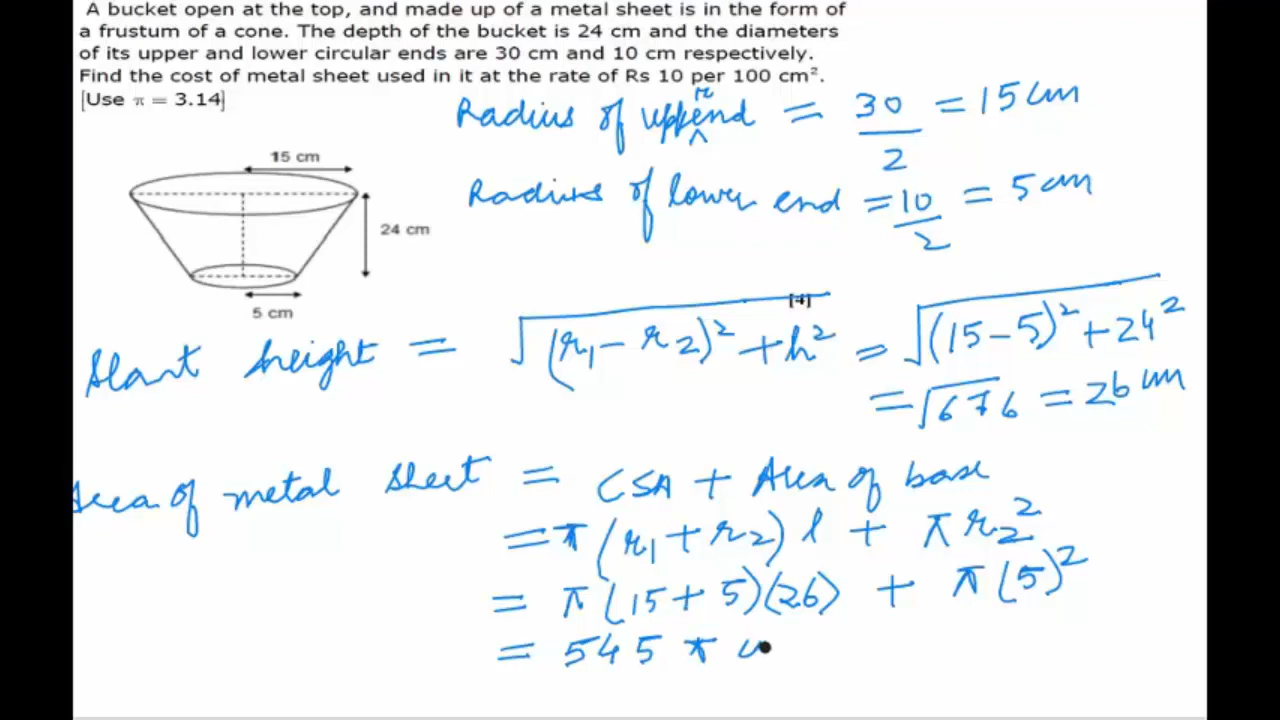 A bucket open at the top, and made up of a metal sheet is in the form of
a frustum of a cone. The depth of the bucket is 24 cm and the diameters
of its upper and lower circular ends are 30 cm and 10 cm respectively.
Find the cost of metal sheet used in it at the rate of Rs 10 per 100 cm².
[Use π = 3.14]
Radius of upper end = 30/2 = 15 cm
15 cm
Radius of lower end = 10/2 = 5 cm
24 cm
5 cm
[4]
Slant height = √(r₁ - r₂)² + h² = √(15 - 5)² + 24²
= √676 = 26 cm
Area of metal sheet = CSA + Area of base
= π (r₁ + r₂) l + π r₂²
= π (15 + 5)(26) + π (5)²
= 545 π c